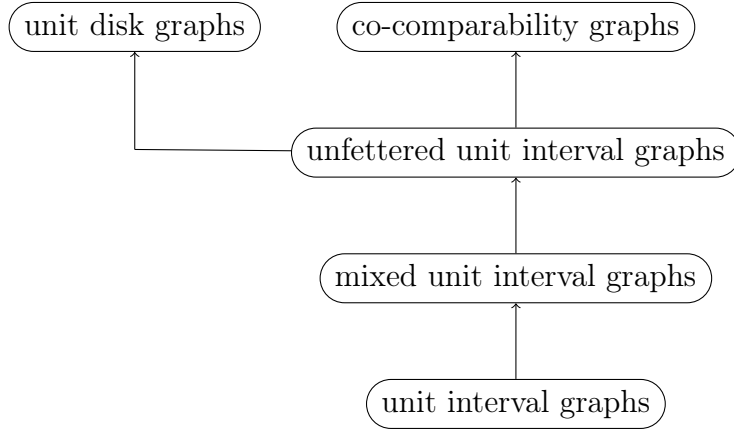 unit disk graphs
co-comparability graphs
unfettered unit interval graphs
mixed unit interval graphs
unit interval graphs